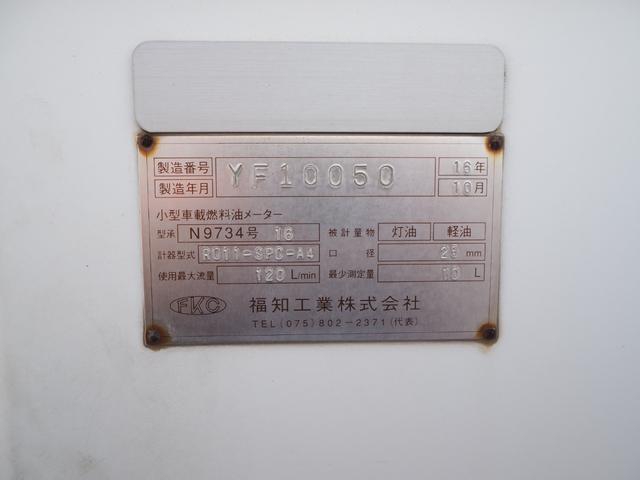 製造番号 YF10050 16年
製造年月 10月
小型車載燃料油メーター
型承 N9734号 16 被計量物 灯油 軽油
計器型式 RO11-SPC-A4 口径 25 mm
使用最大流量 120 L/min 最少測定量 10 L
FKC 福知工業株式会社
TEL(075)802-2371(代表)